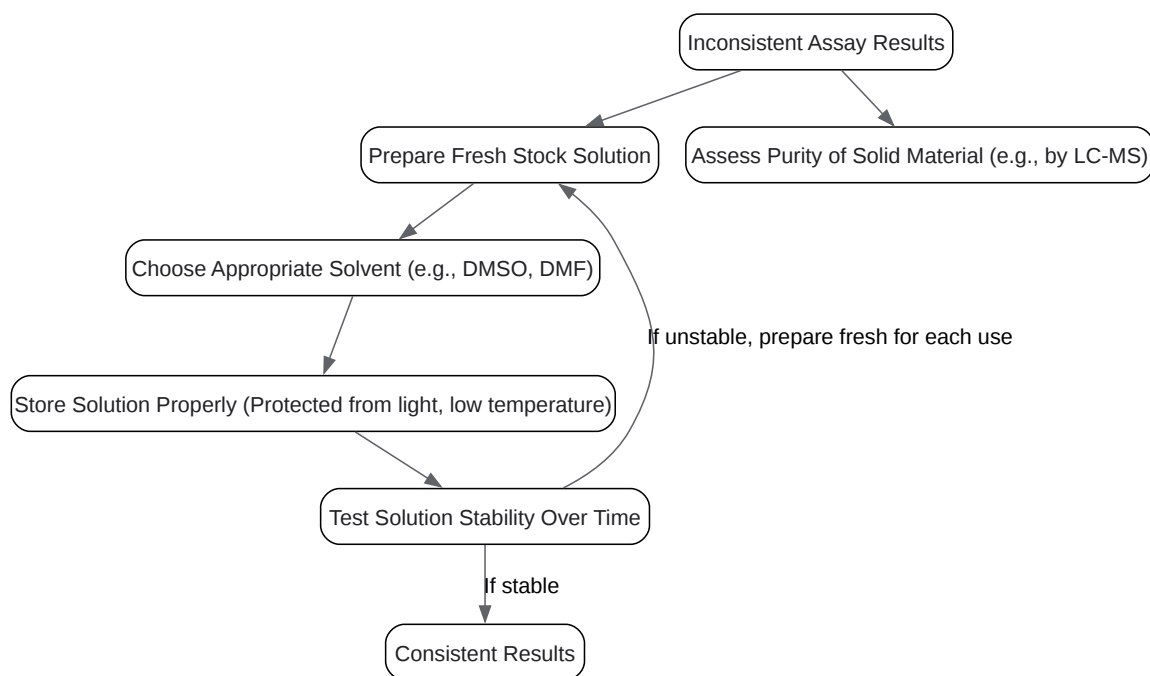 Inconsistent Assay Results
Prepare Fresh Stock Solution
Assess Purity of Solid Material (e.g., by LC-MS)
Choose Appropriate Solvent (e.g., DMSO, DMF)
If unstable, prepare fresh for each use
Store Solution Properly (Protected from light, low temperature)
Test Solution Stability Over Time
If stable
Consistent Results